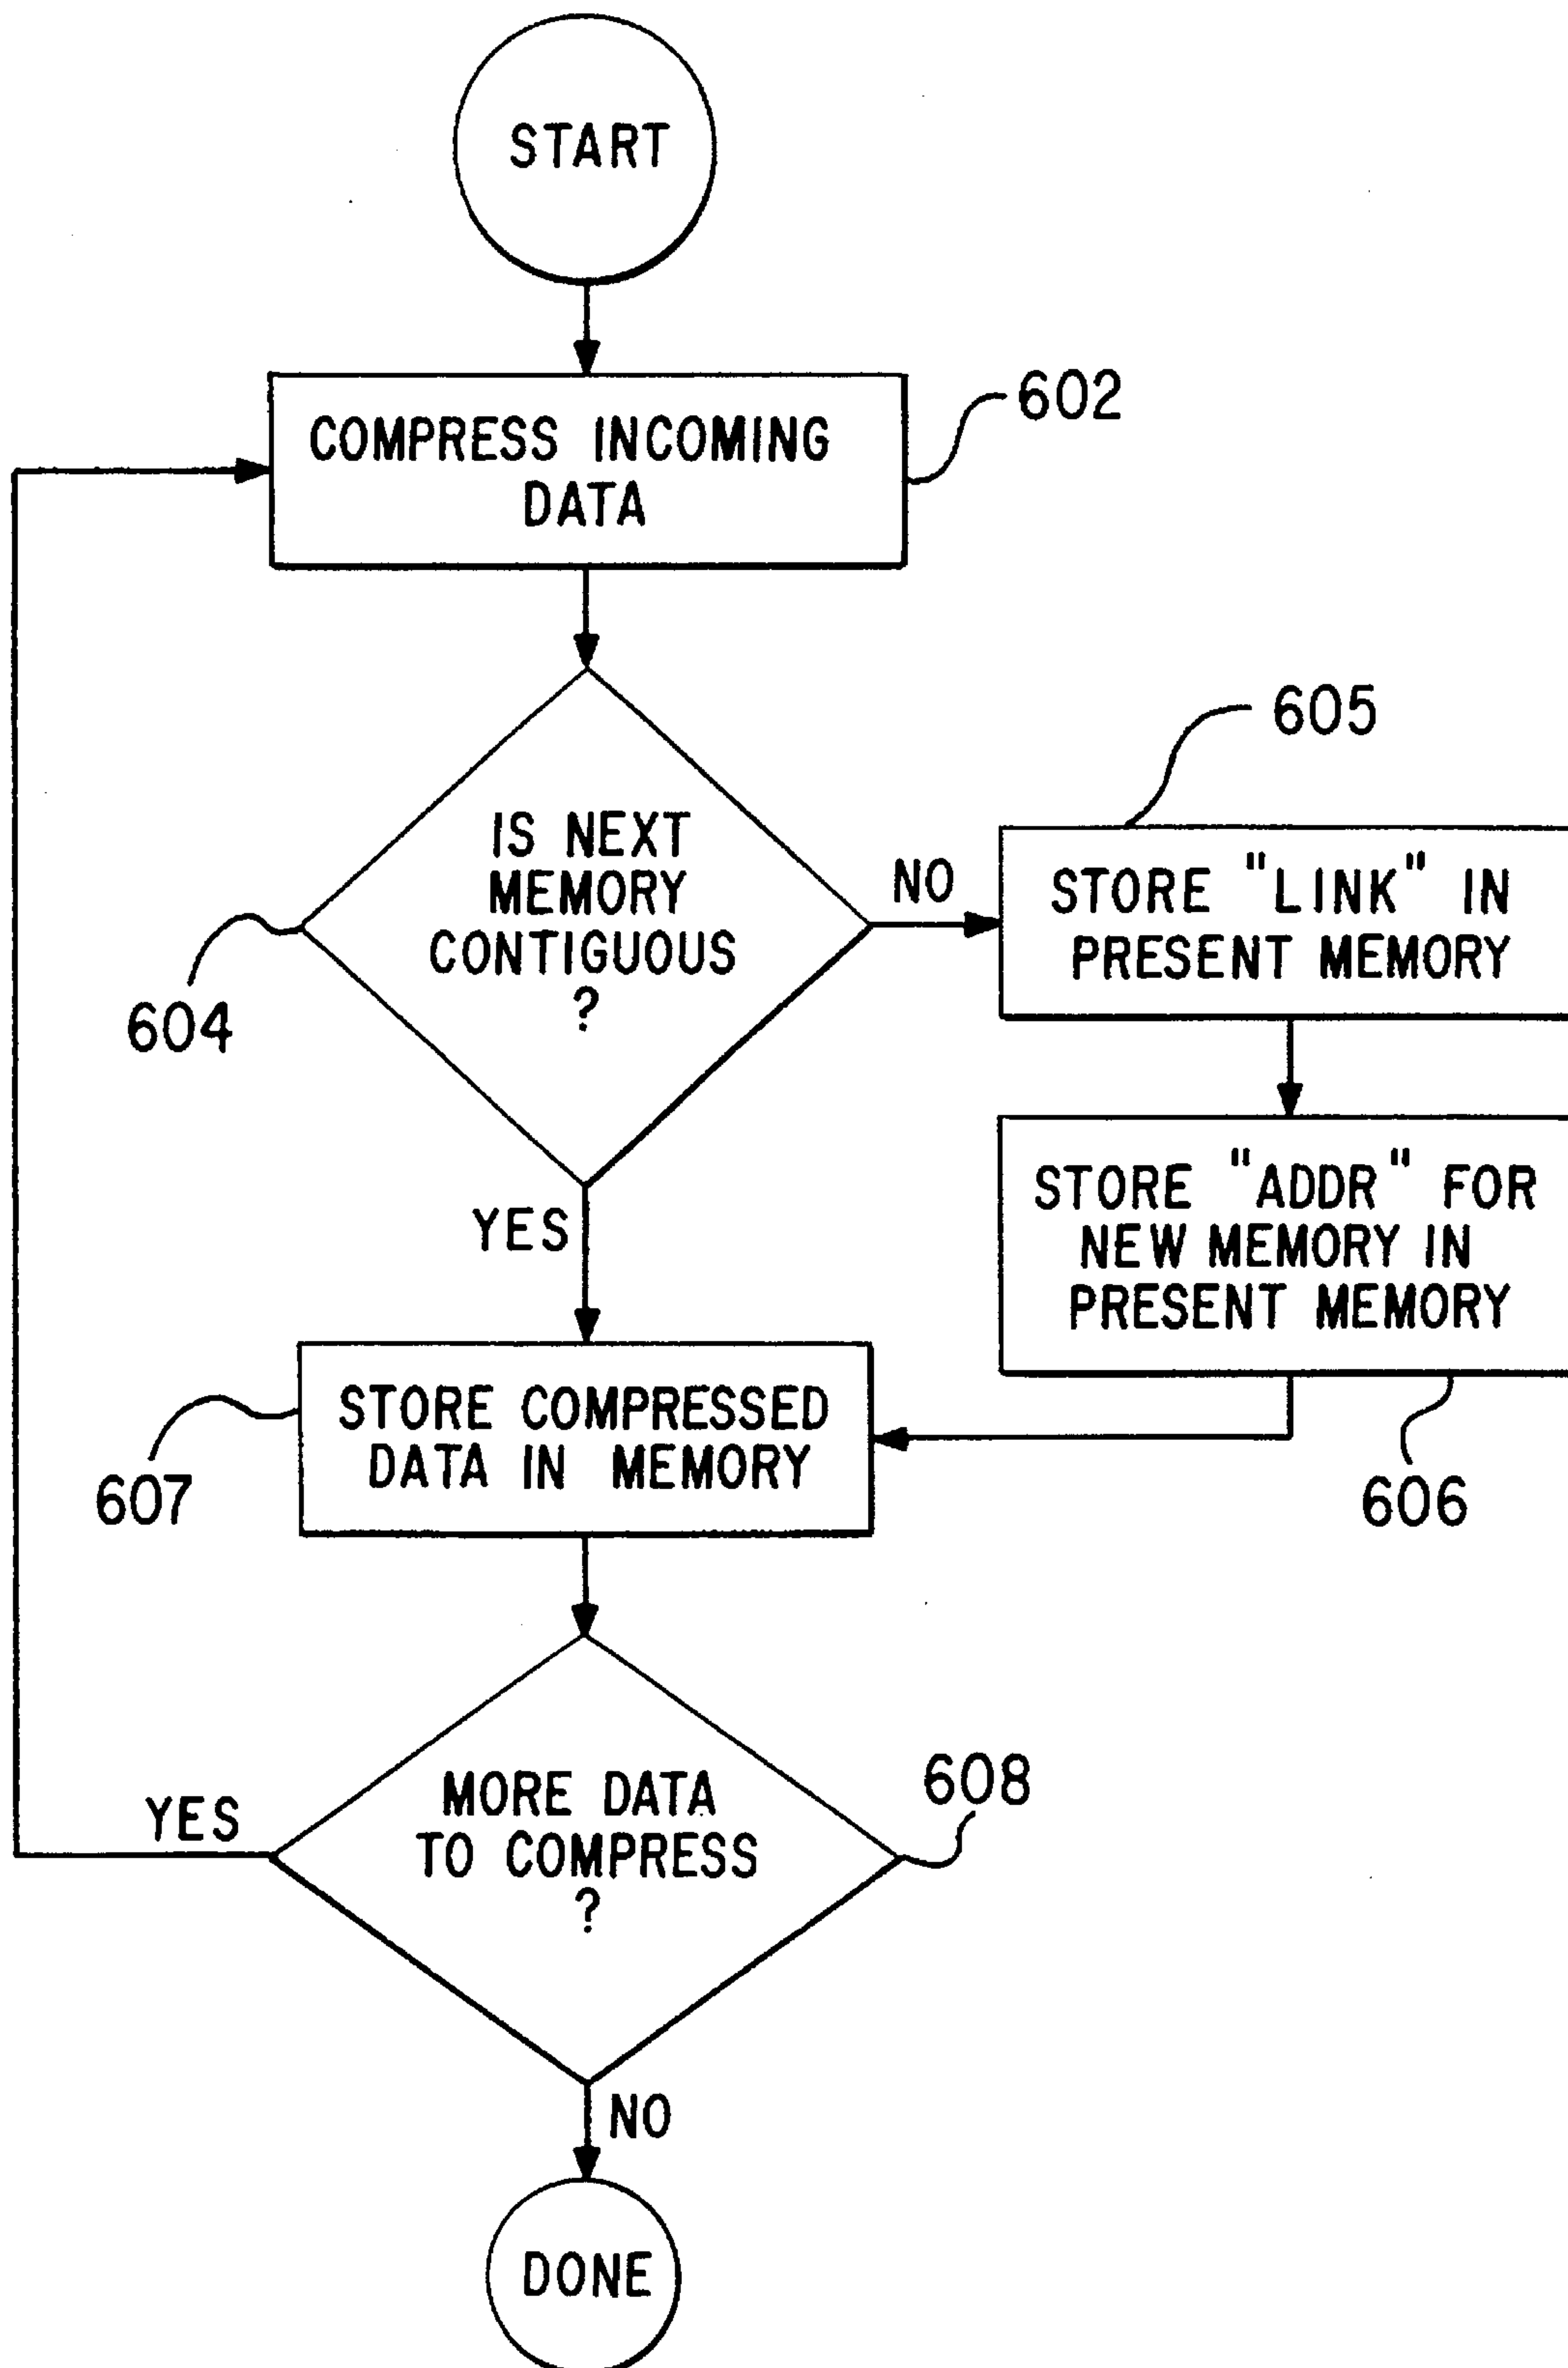 START
COMPRESS INCOMING
DATA
602
IS NEXT
MEMORY
CONTIGUOUS
?
604
NO
605
STORE "LINK" IN
PRESENT MEMORY
STORE "ADDR" FOR
NEW MEMORY IN
PRESENT MEMORY
606
YES
STORE COMPRESSED
DATA IN MEMORY
607
MORE DATA
TO COMPRESS
?
608
YES
NO
DONE